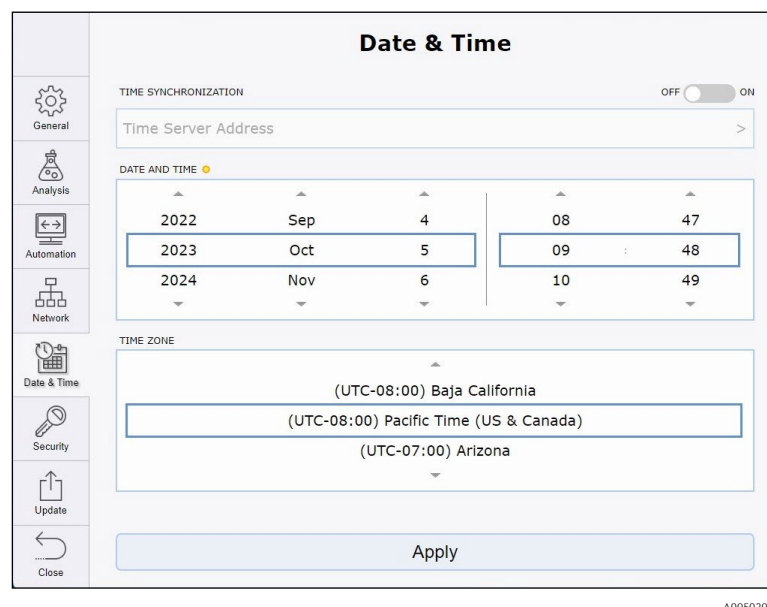 Date & Time
General
Analysis
Automation
Network
Date & Time
Security
Update
Close
TIME SYNCHRONIZATION OFF ON
Time Server Address >
DATE AND TIME
2022 Sep 4 08 47
2023 Oct 5 09 : 48
2024 Nov 6 10 49
TIME ZONE
(UTC-08:00) Baja California
(UTC-08:00) Pacific Time (US & Canada)
(UTC-07:00) Arizona
Apply